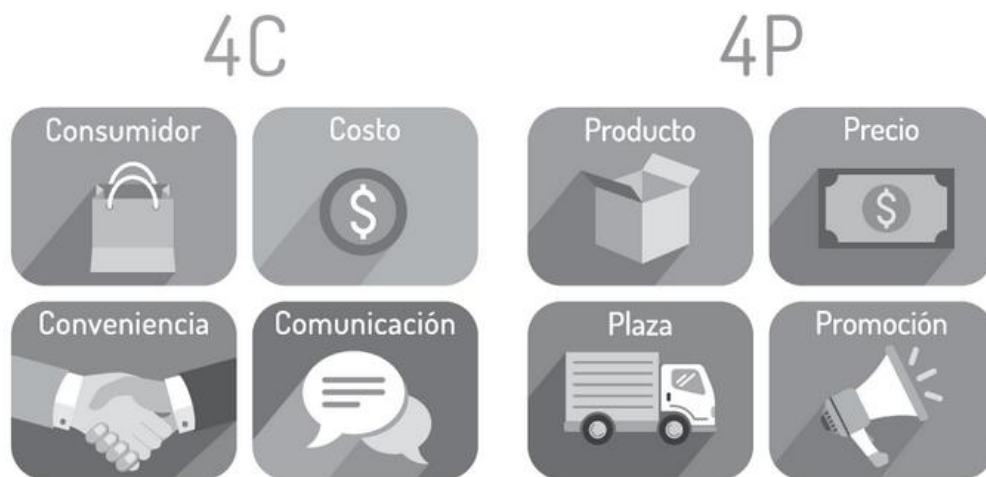 4C
Consumidor
Costo
$
Conveniencia
Comunicación
4P
Producto
Precio
$
Plaza
Promoción